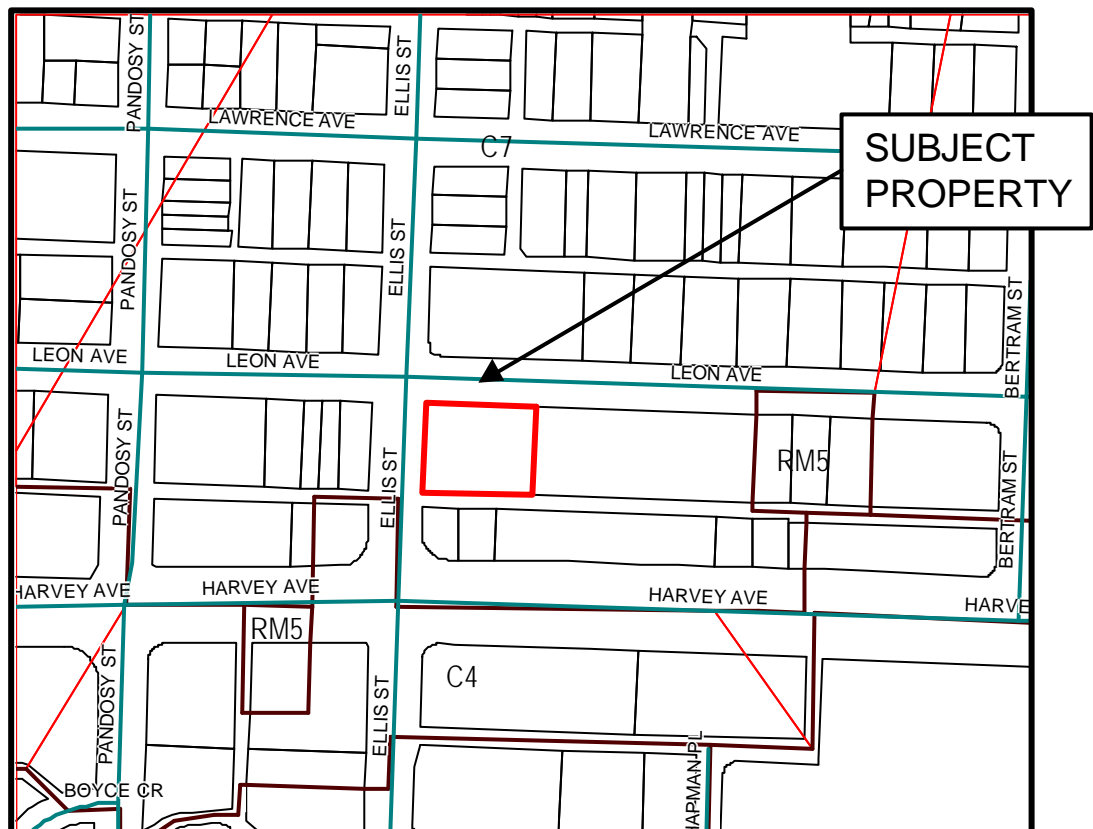 PANDOSY ST
ELLIS ST
LAWRENCE AVE
LAWRENCE AVE
C7
SUBJECT
PROPERTY
PANDOSY ST
ELLIS ST
BERTRAM ST
LEON AVE
LEON AVE
LEON AVE
PANDOSY ST
ELLIS ST
RM5
BERTRAM ST
HARVEY AVE
HARVEY AVE
HARVEY AVE
HARVE
RM5
C4
PANDOSY ST
ELLIS ST
HAPMAN PL
BOYCE CR